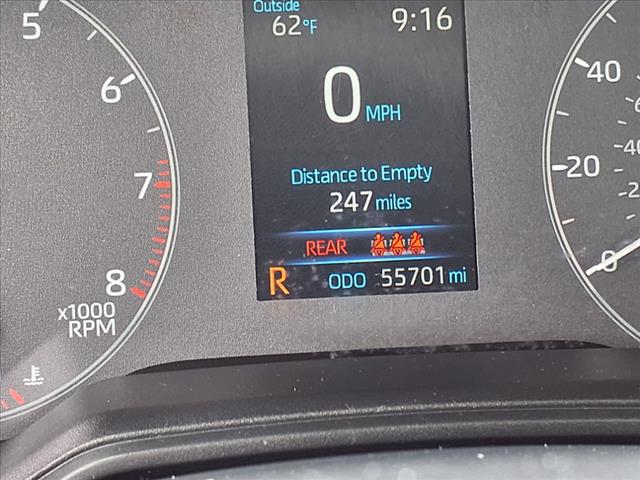 5
6
7
8
x1000
RPM
Outside
62°F
9:16
0 MPH
Distance to Empty
247 miles
REAR
R
ODO 55701 mi
40
20
0
40